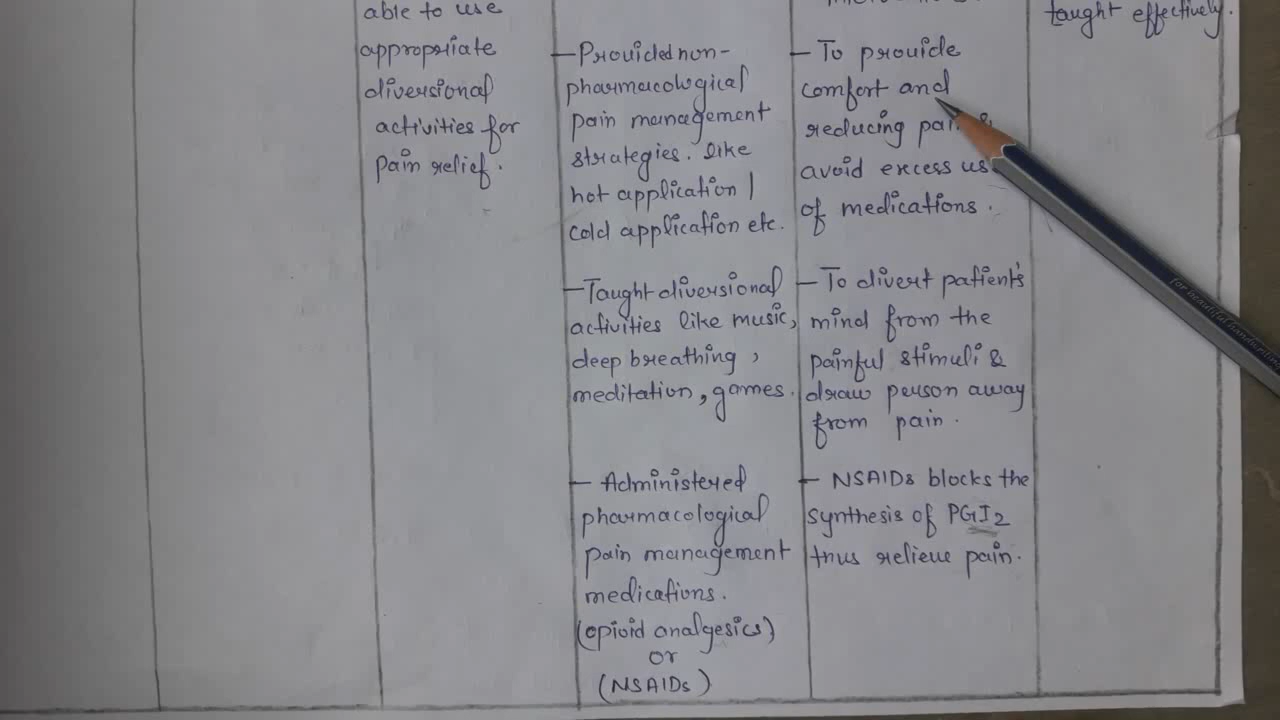 able to use
appropriate
diversional
activities for
pain relief.
- Provided non-
pharmacological
pain management
strategies. like
hot application /
cold application etc.
- Taught diversional
activities like music,
deep breathing,
meditation, games.
- Administered
pharmacological
pain management
medications.
(opioid analgesics)
or
(NSAIDs)
- To provide
comfort and
reducing &
avoid excess
of medications.
- To divert patient's
mind from the
painful stimuli &
draw person away
from pain.
- NSAIDs blocks the
synthesis of PGI2
thus relieve pain.
taught effectively.
for beautiful handwriting